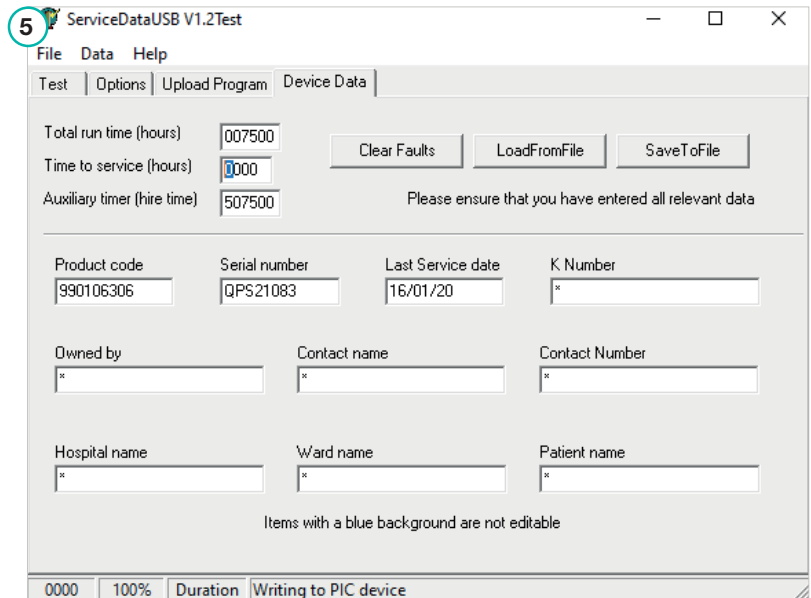 5
ServiceDataUSB V1.2Test
File Data Help
Test Options Upload Program Device Data
Total run time (hours) 007500
Clear Faults LoadFromFile SaveToFile
Time to service (hours) 0000
Auxiliary timer (hire time) 507500
Please ensure that you have entered all relevant data
Product code Serial number Last Service date K Number
990106306 QPS21083 16/01/20 *
Owned by Contact name Contact Number
* * *
Hospital name Ward name Patient name
* * *
Items with a blue background are not editable
0000 100% Duration Writing to PIC device